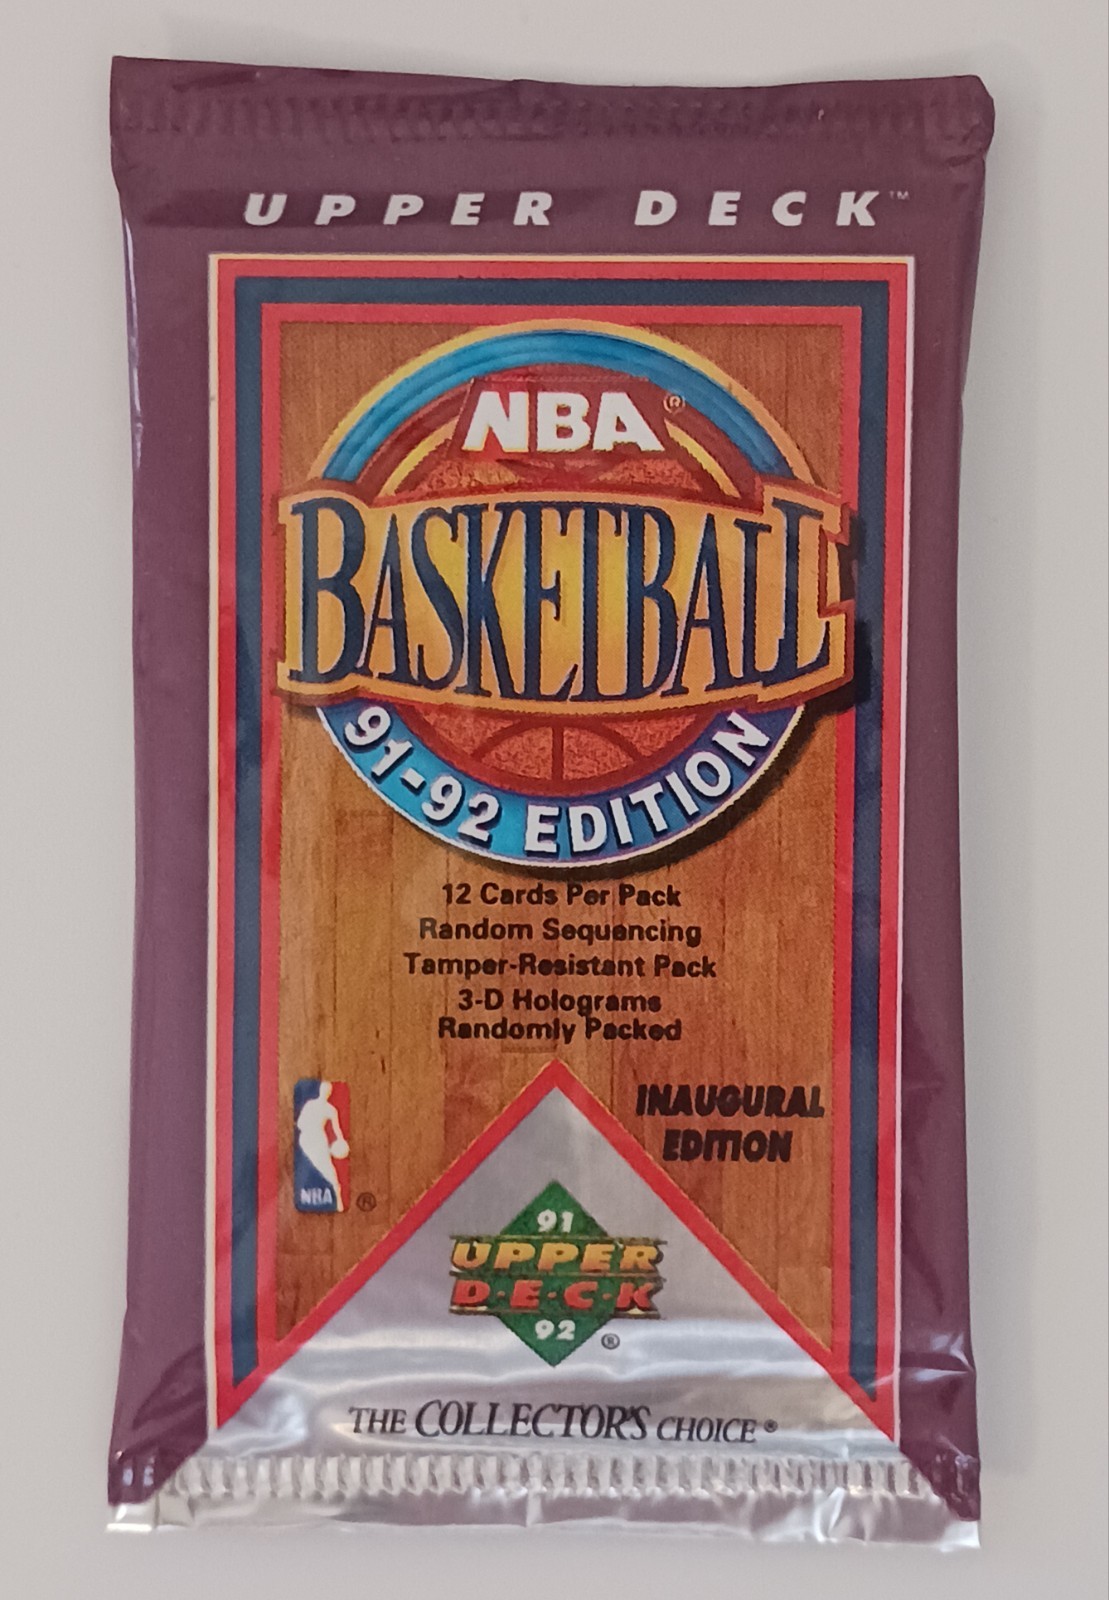 UPPER DECK™
NBA®
BASKETBALL
91-92 EDITION
12 Cards Per Pack
Random Sequencing
Tamper-Resistant Pack
3-D Holograms
Randomly Packed
INAUGURAL
EDITION
NBA ®
91
UPPER
D·E·C·K
92 ®
THE COLLECTOR'S CHOICE®